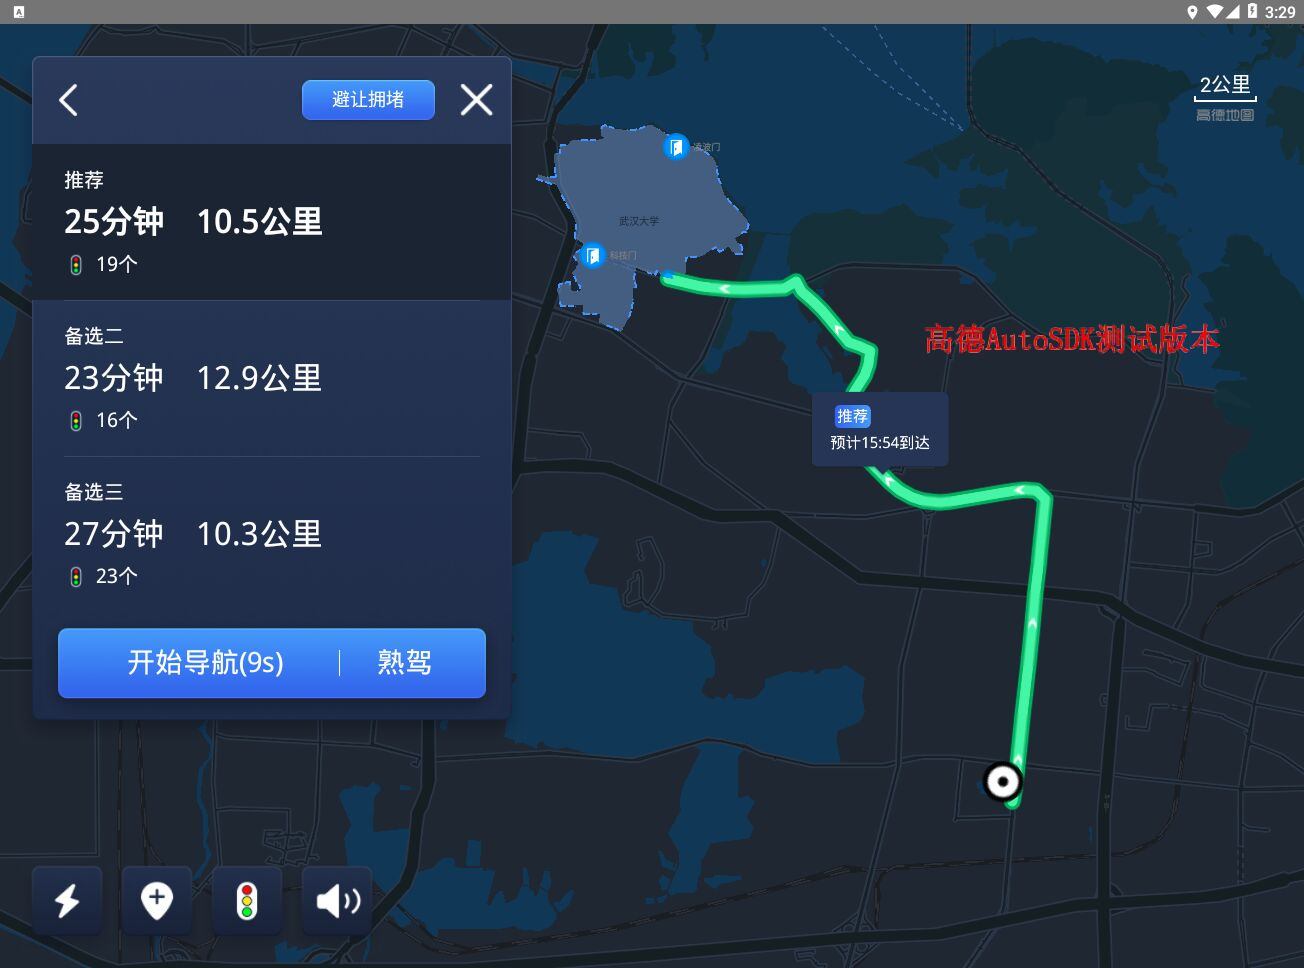 3:29
避让拥堵
推荐
25分钟 10.5公里
19个
备选二
23分钟 12.9公里
16个
备选三
27分钟 10.3公里
23个
开始导航(9s) 熟驾
2公里
高德地图
凌波门
武汉大学
科技门
高德AutoSDK测试版本
推荐
预计15:54到达